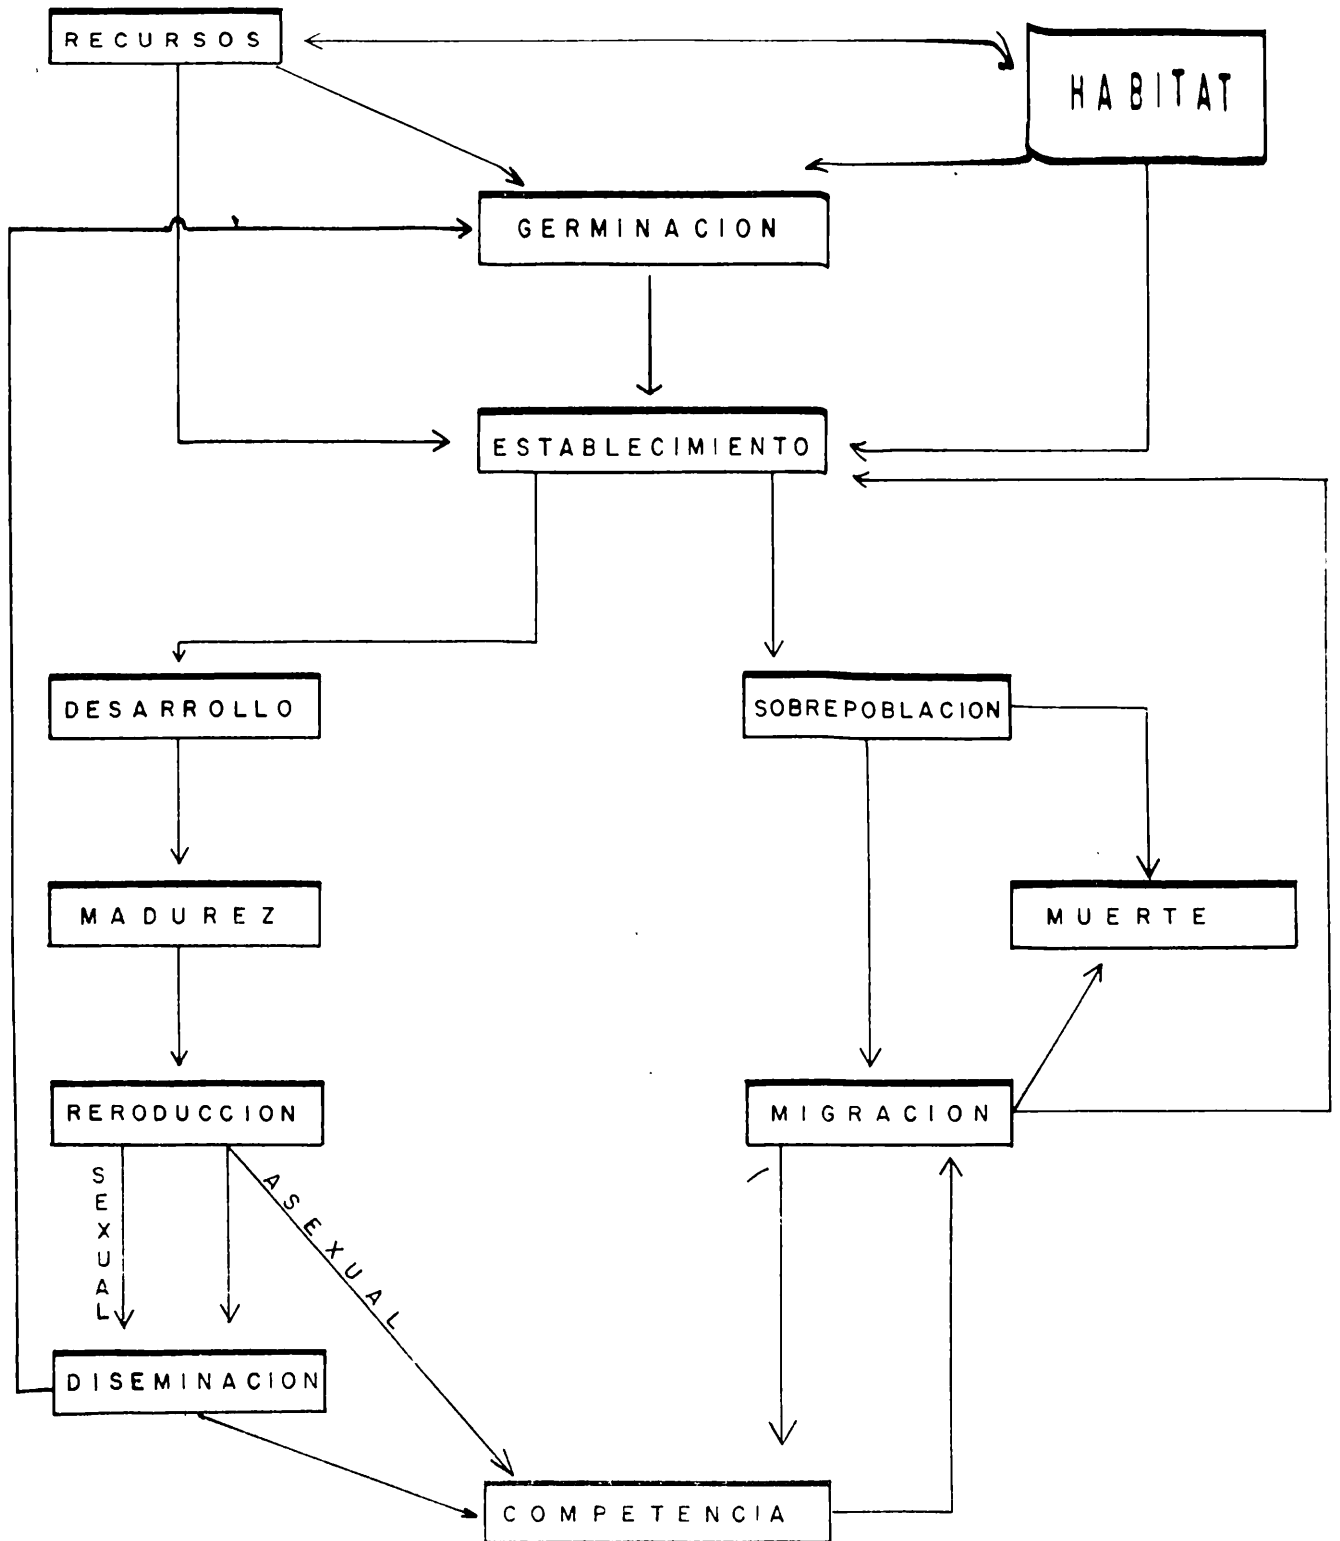 RECURSOS
HABITAT
GERMINACION
ESTABLECIMIENTO
DESARROLLO
SOBREPOBLACION
MADUREZ
MUERTE
RERODUCCION
MIGRACION
SEXUAL
ASEXUAL
DISEMINACION
COMPETENCIA